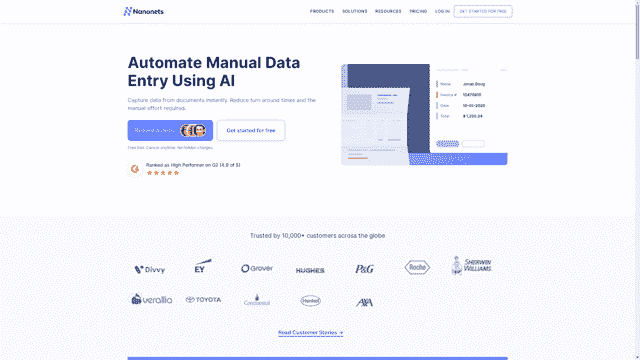 Nanonets
PRODUCTS SOLUTIONS RESOURCES PRICING LOG IN GET STARTED FOR FREE
Automate Manual Data
Entry Using AI
Capture data from documents instantly. Reduce turn around times and the
manual effort required.
Get started for free
Free trial. Cancel anytime. No hidden charges.
Ranked as High Performer on G2 (4.9 of 5)
Name Jonas Doug
Invoice #
Date
Total
Trusted by 10,000+ customers across the globe
Divvy EY Grover HUGHES P&G Roche SHERWIN
WILLIAMS.
verallia TOYOTA Continental Henkel AXA
Read Customer Stories →